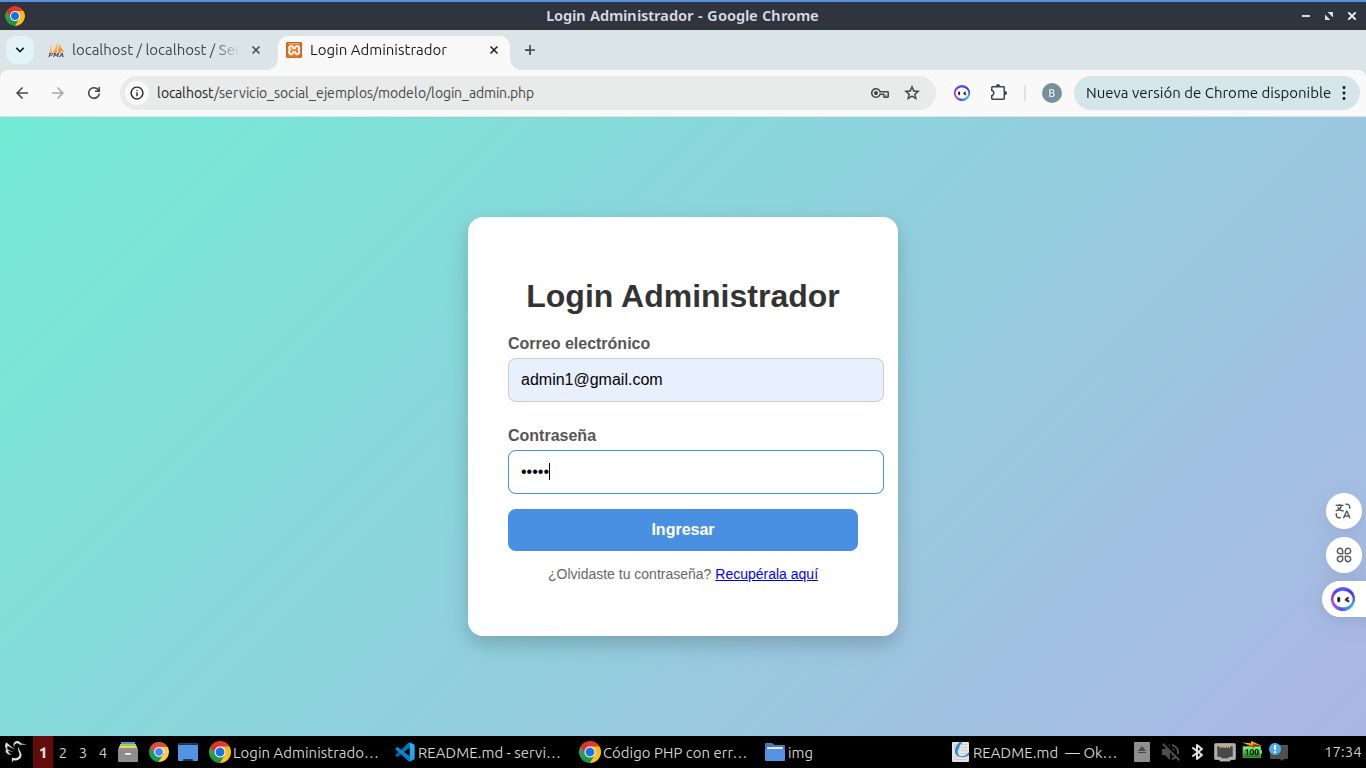 Login Administrador - Google Chrome
localhost / localhost / Ser
Login Administrador
localhost/servicio_social_ejemplos/modelo/login_admin.php
B
Nueva versión de Chrome disponible
Login Administrador
Correo electrónico
admin1@gmail.com
Contraseña
•••••
Ingresar
¿Olvidaste tu contraseña? Recupérala aquí
1 2 3 4 Login Administrado... README.md - servi... Código PHP con err... img README.md — Ok... 100 17:34